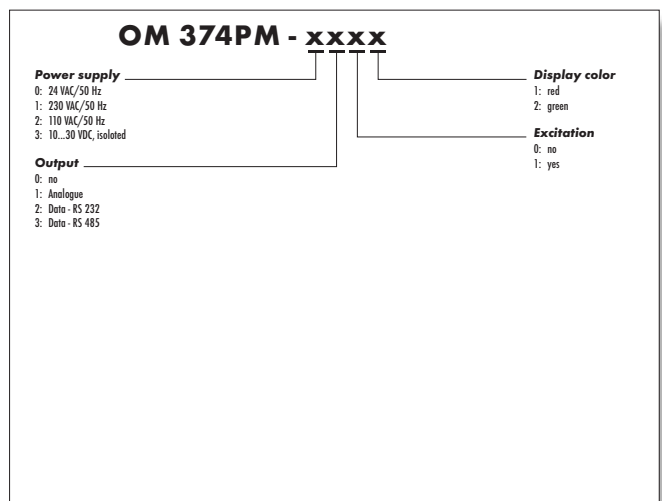 OM 374PM - xxxx
Power supply
0: 24 VAC/50 Hz
1: 230 VAC/50 Hz
2: 110 VAC/50 Hz
3: 10...30 VDC, isoloted
Output
0: no
1: Analogue
2: Data - RS 232
3: Data - RS 485
Display color
1: red
2: green
Excitation
0: no
1: yes